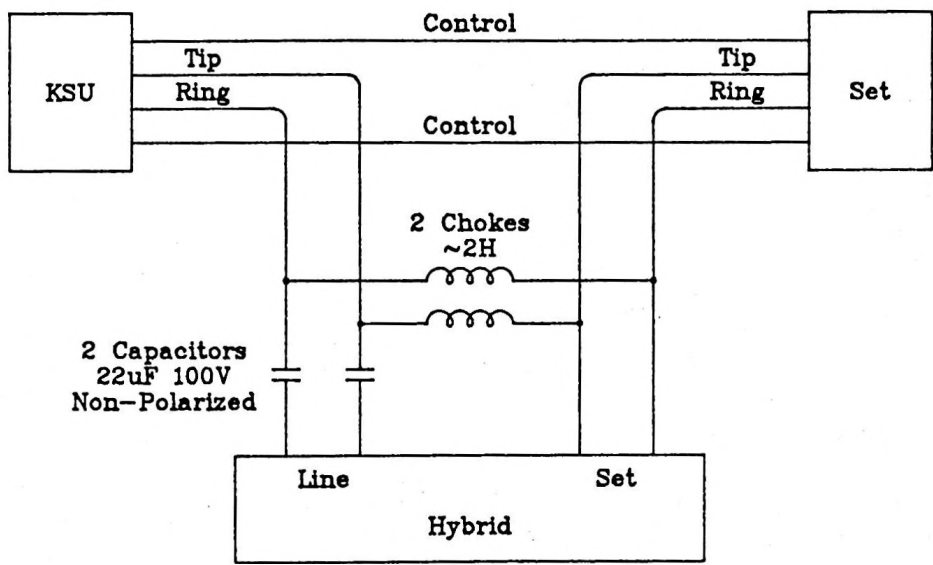 Control
Tip
Tip
KSU
Ring
Ring
Set
Control
2 Chokes
~2H
2 Capacitors
22uF 100V
Non-Polarized
Line
Set
Hybrid